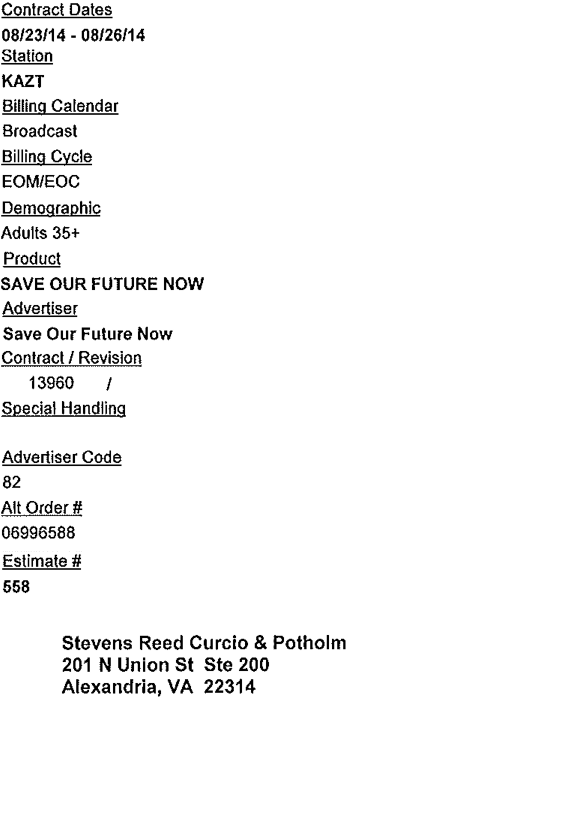 Contract Dates
08/23/14 - 08/26/14
Station
KAZT
Billing Calendar
Broadcast
Billing Cycle
EOM/EOC
Demographic
Adults 35+
Product
SAVE OUR FUTURE NOW
Advertiser
Save Our Future Now
Contract / Revision
13960 /
Special Handling
Advertiser Code
82
Alt Order #
06996588
Estimate #
558
Stevens Reed Curcio & Potholm
201 N Union St Ste 200
Alexandria, VA 22314